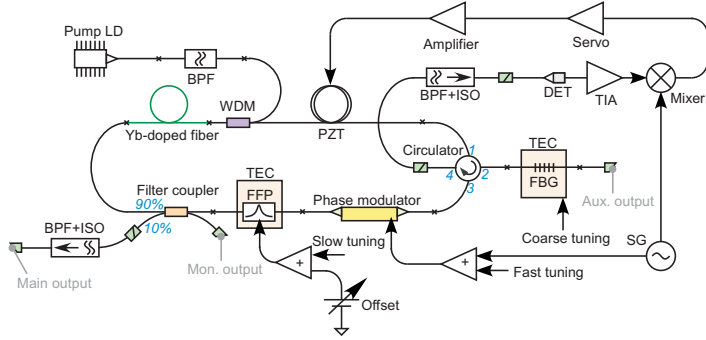 Pump LD
BPF
Amplifier
Servo
WDM
Yb-doped fiber
PZT
BPF+ISO
DET
TIA
Mixer
Circulator
1
2
3
4
TEC
FBG
Aux. output
Coarse tuning
TEC
FFP
Phase modulator
Filter coupler
90%
10%
BPF+ISO
Main output
Mon. output
Slow tuning
+
Offset
+
Fast tuning
SG